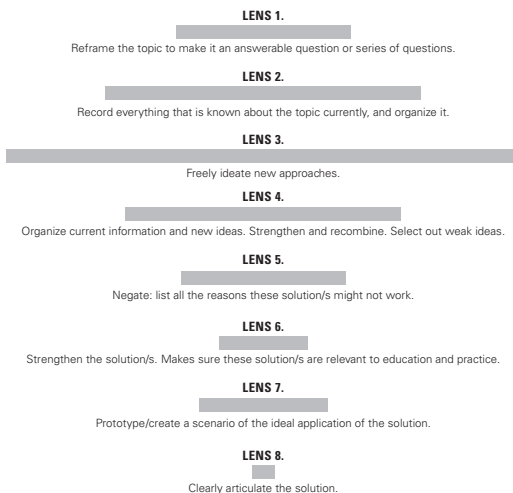 LENS 1.
Reframe the topic to make it an answerable question or series of questions.
LENS 2.
Record everything that is known about the topic currently, and organize it.
LENS 3.
Freely ideate new approaches.
LENS 4.
Organize current information and new ideas. Strengthen and recombine. Select out weak ideas.
LENS 5.
Negate: list all the reasons these solution/s might not work.
LENS 6.
Strengthen the solution/s. Makes sure these solution/s are relevant to education and practice.
LENS 7.
Prototype/create a scenario of the ideal application of the solution.
LENS 8.
Clearly articulate the solution.